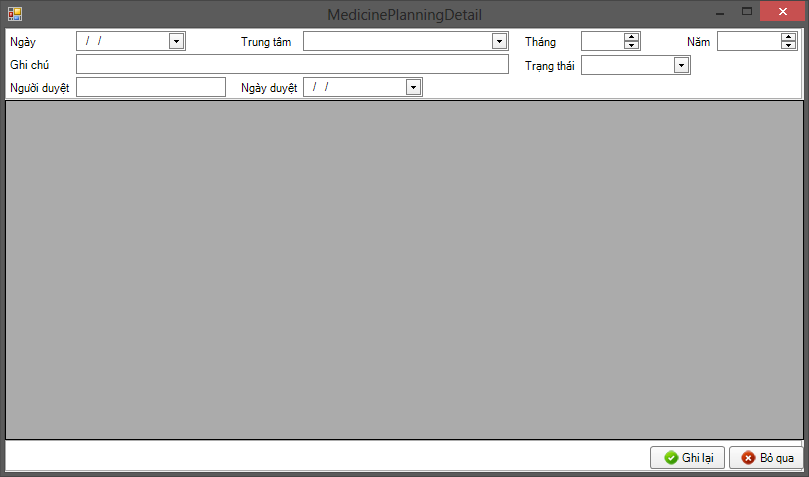 MedicinePlanningDetail
Ngày / / Trung tâm Tháng Năm
Ghi chú Trạng thái
Người duyệt Ngày duyệt / /
Ghi lại Bỏ qua